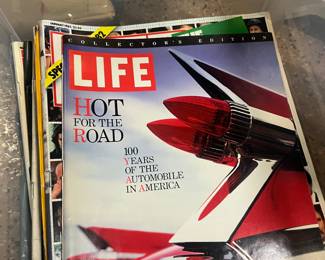 COLLECTOR'S EDITION
LIFE
HOT
FOR THE
ROAD
100
YEARS
OF THE
AUTOMOBILE
IN AMERICA